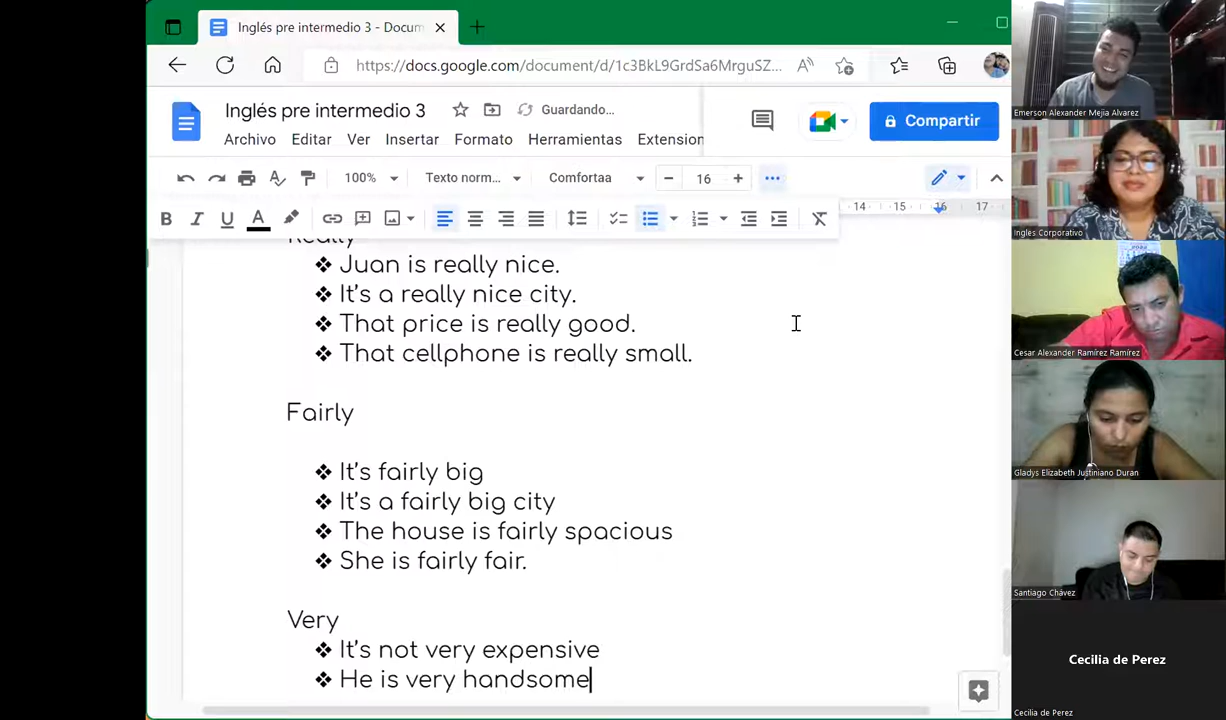 Inglés pre intermedio 3 - Docum
https://docs.google.com/document/d/1c3BkL9GrdSa6MrguSZ...
Inglés pre intermedio 3
Guardando...
Compartir
Archivo Editar Ver Insertar Formato Herramientas Extension
100% Texto norm... Comfortaa 16
14 15 16 17
Really
❖ Juan is really nice.
❖ It's a really nice city.
❖ That price is really good.
❖ That cellphone is really small.
Fairly
❖ It's fairly big
❖ It's a fairly big city
❖ The house is fairly spacious
❖ She is fairly fair.
Very
❖ It's not very expensive
❖ He is very handsome
Emerson Alexander Mejia Alvarez
Inglés Corporativo
Cesar Alexander Ramírez Ramírez
Gladys Elizabeth Justiniano Duran
Santiago Chávez
Cecilia de Perez
Cecilia de Perez